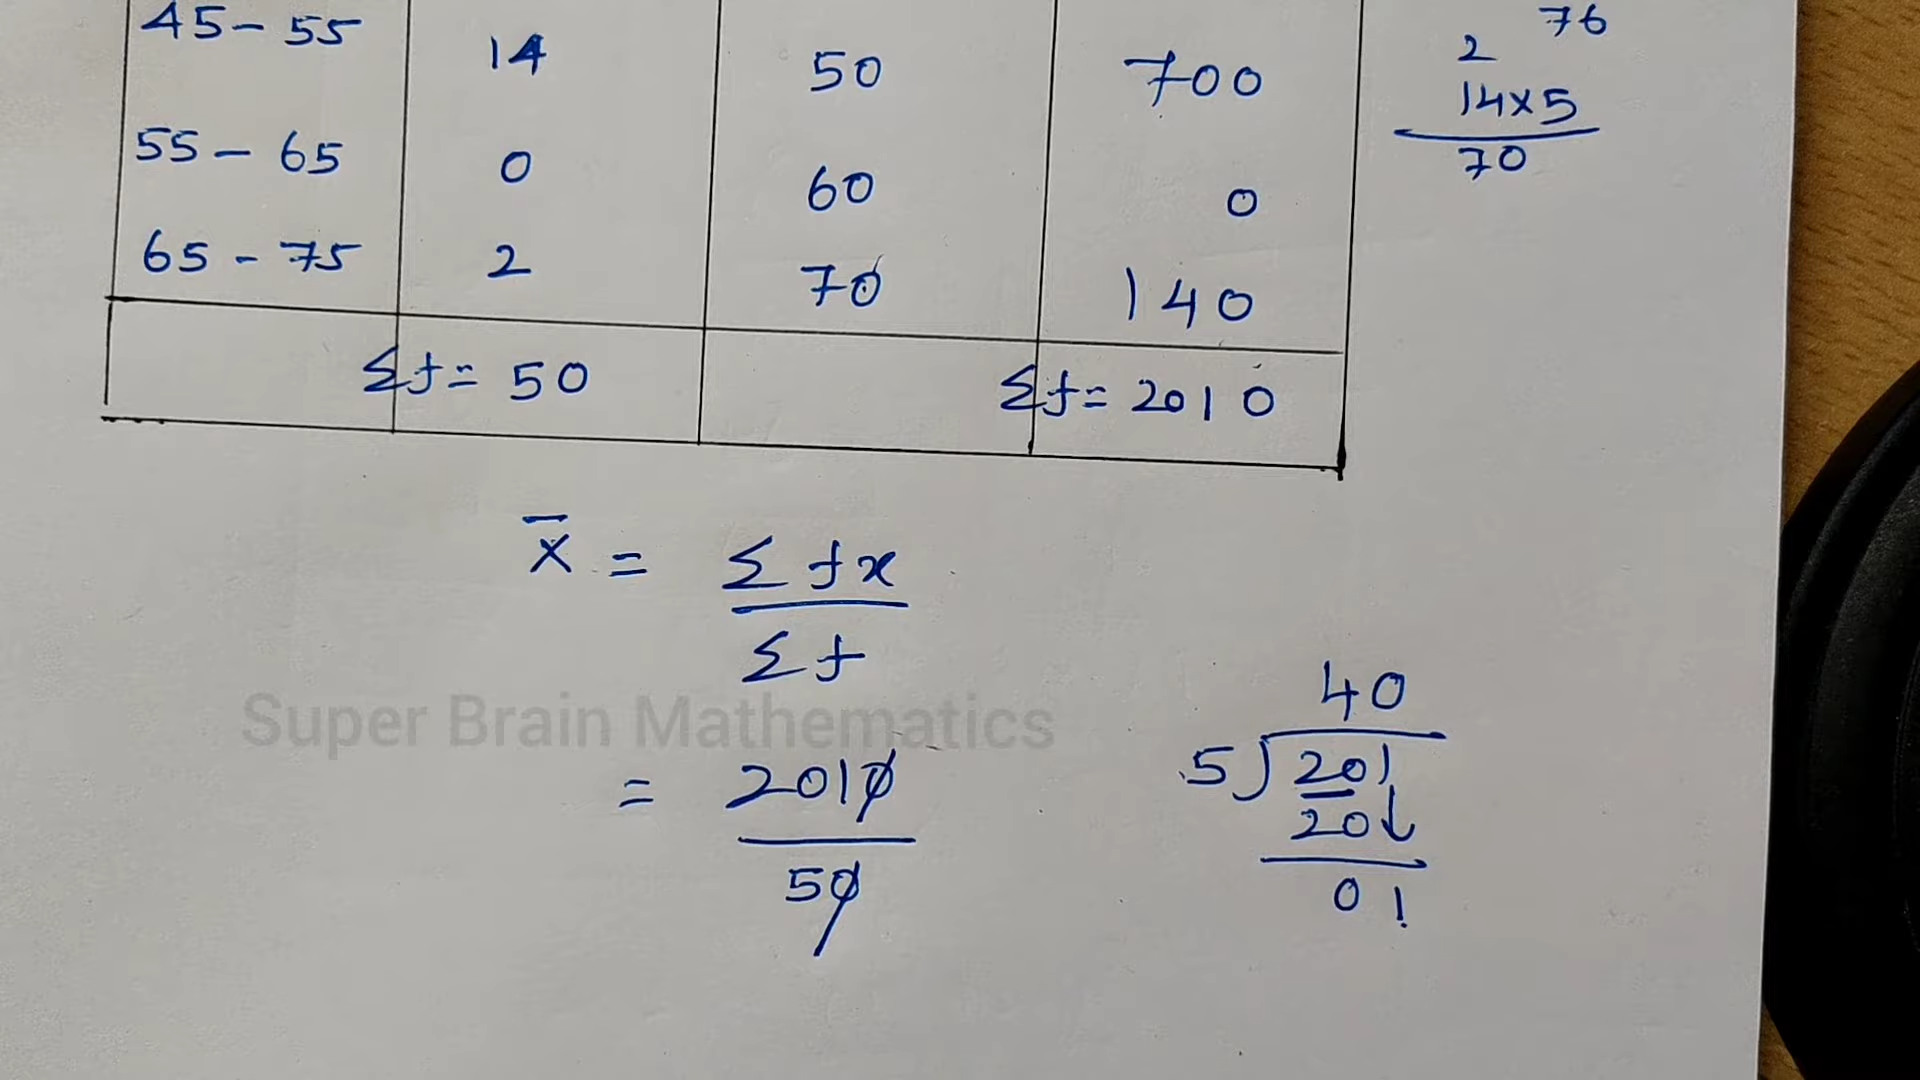 45 - 55 14 50 700
55 - 65 0 60 0
65 - 75 2 70 140
Σf = 50 Σf = 2010
76
2
14x5
70
x̄ = Σfx
Σf
Super Brain Mathematics
= 2010
50
40
5)201
20
01